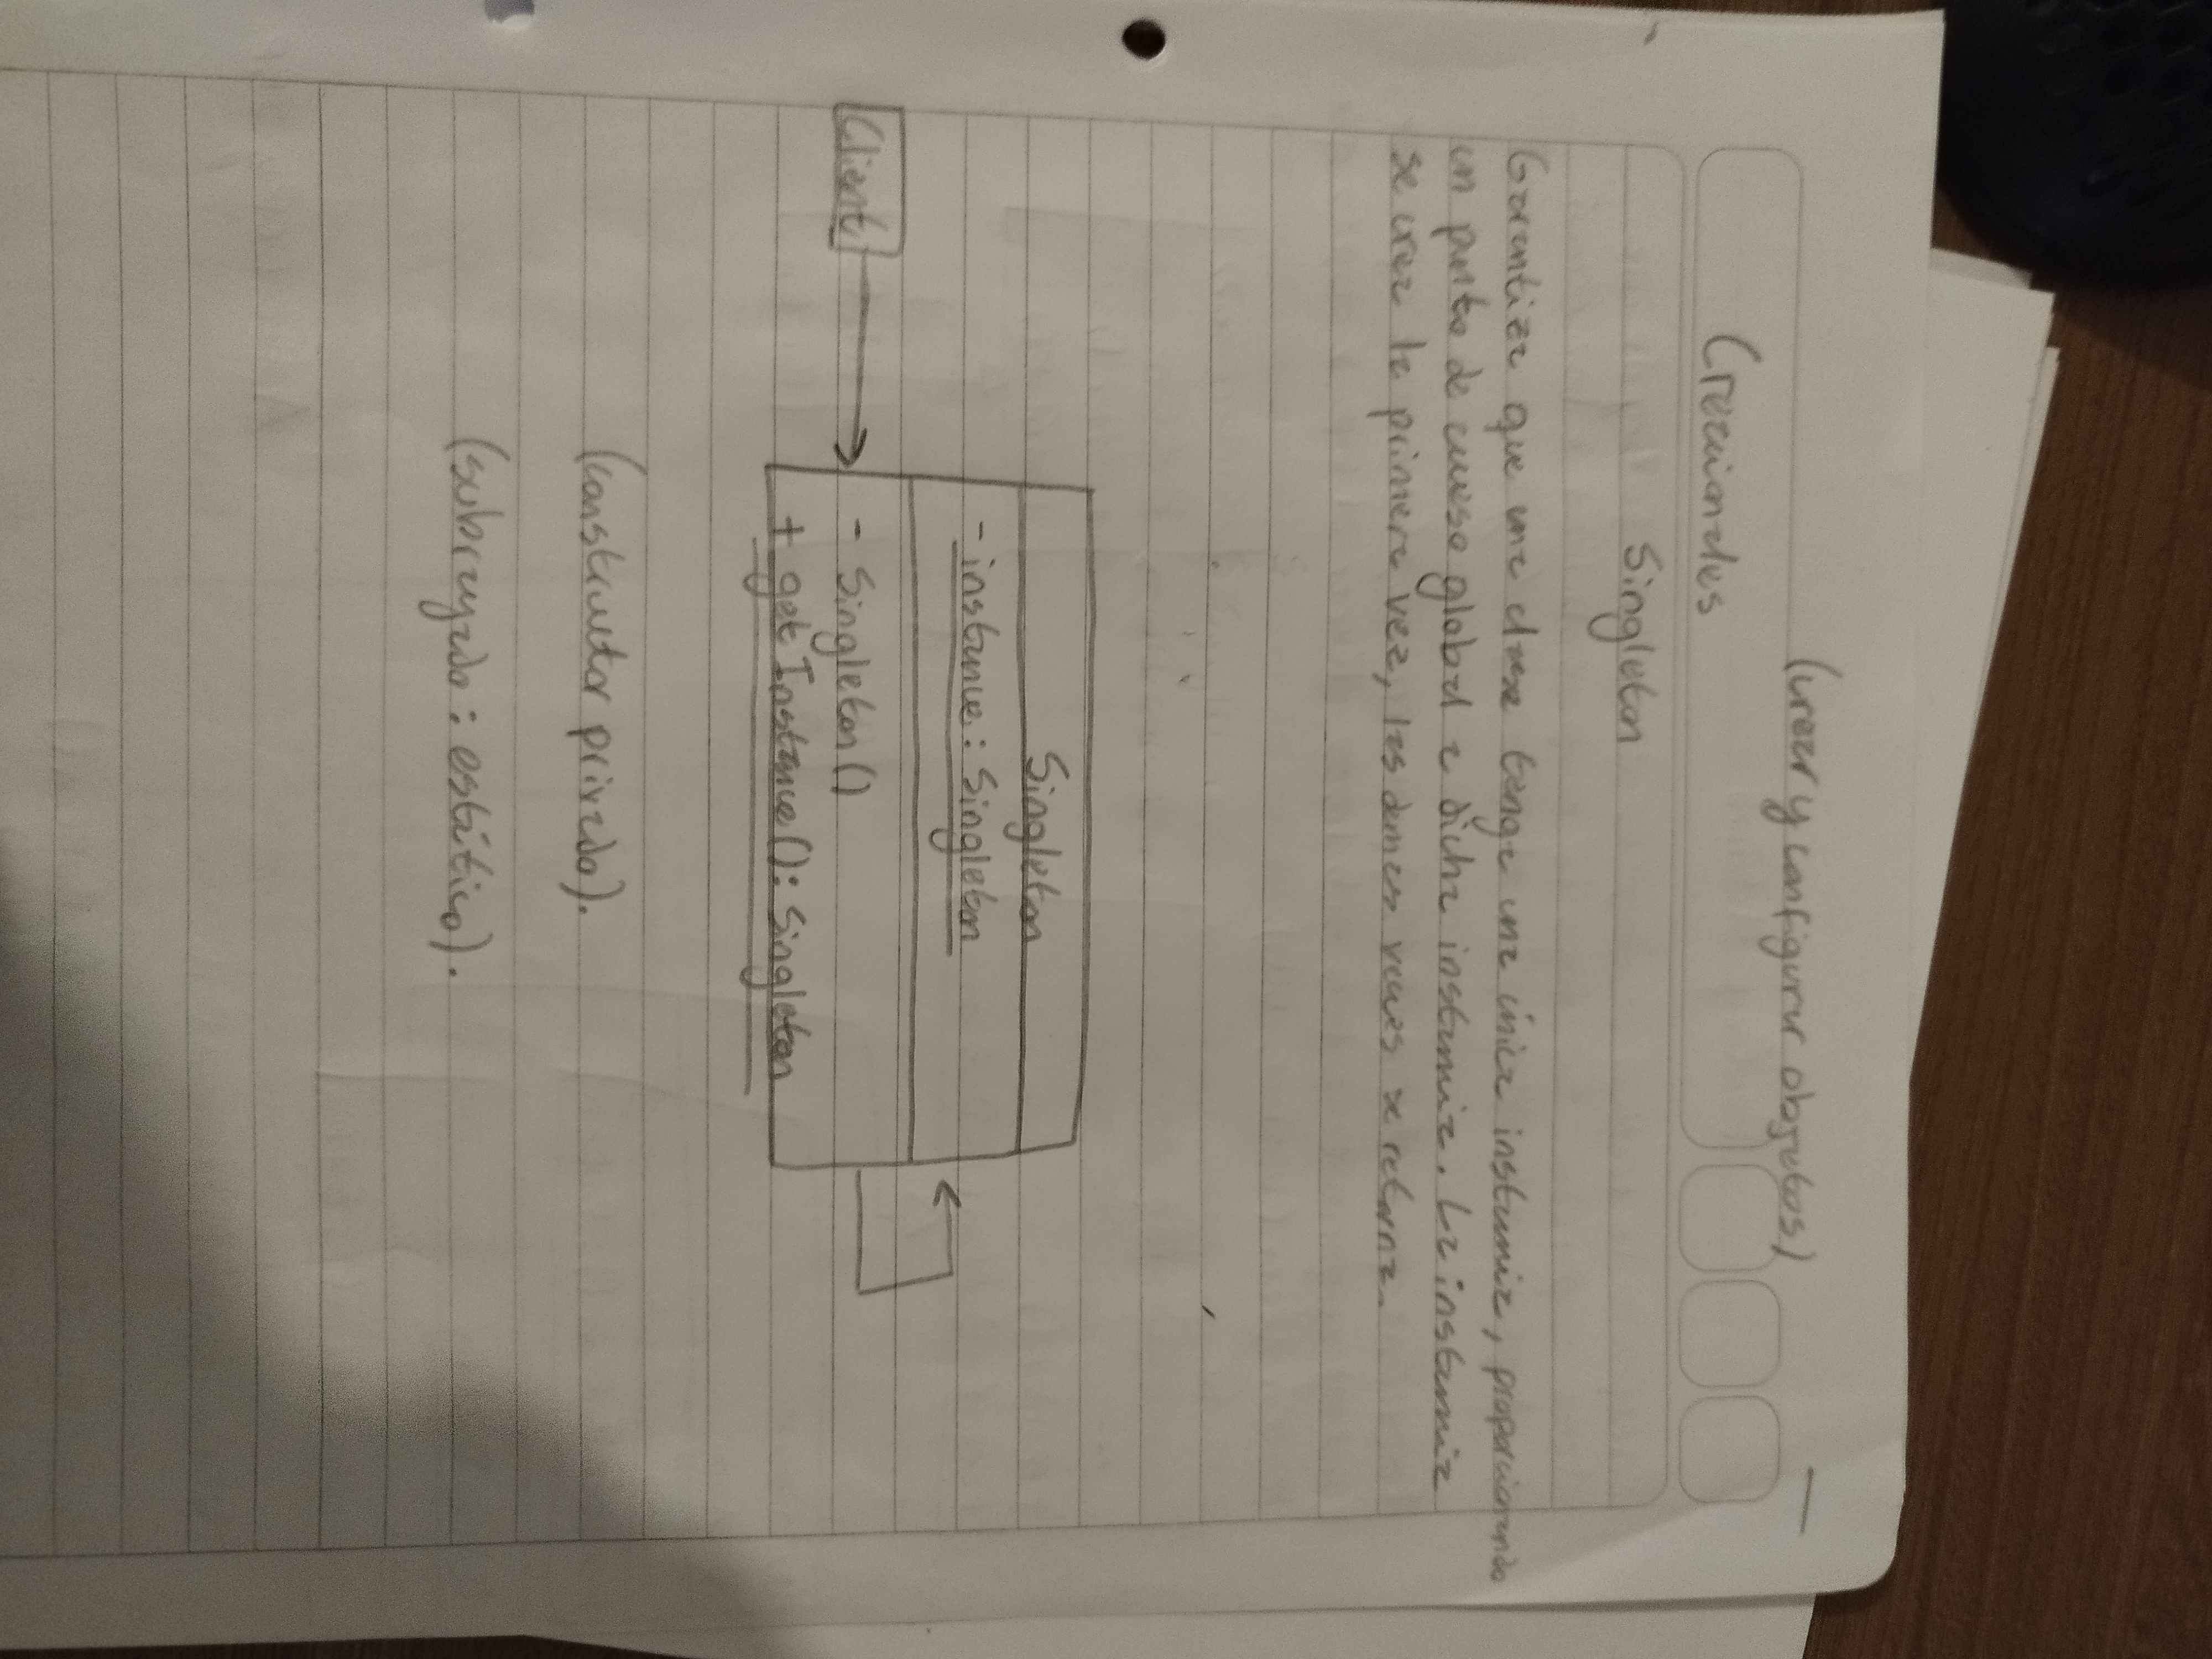 (crear y configurar objetos)
Creacionales
Singleton
Garantiza que una clase tenga una única instancia, proporcionando
un punto de acceso global a dicha instancia. La instancia
se crea la primera vez, las demás veces se retorna.
Singleton
- instance : Singleton
Client
- Singleton()
+ getInstance(): Singleton
(constructor privado).
(subrayado : estático).